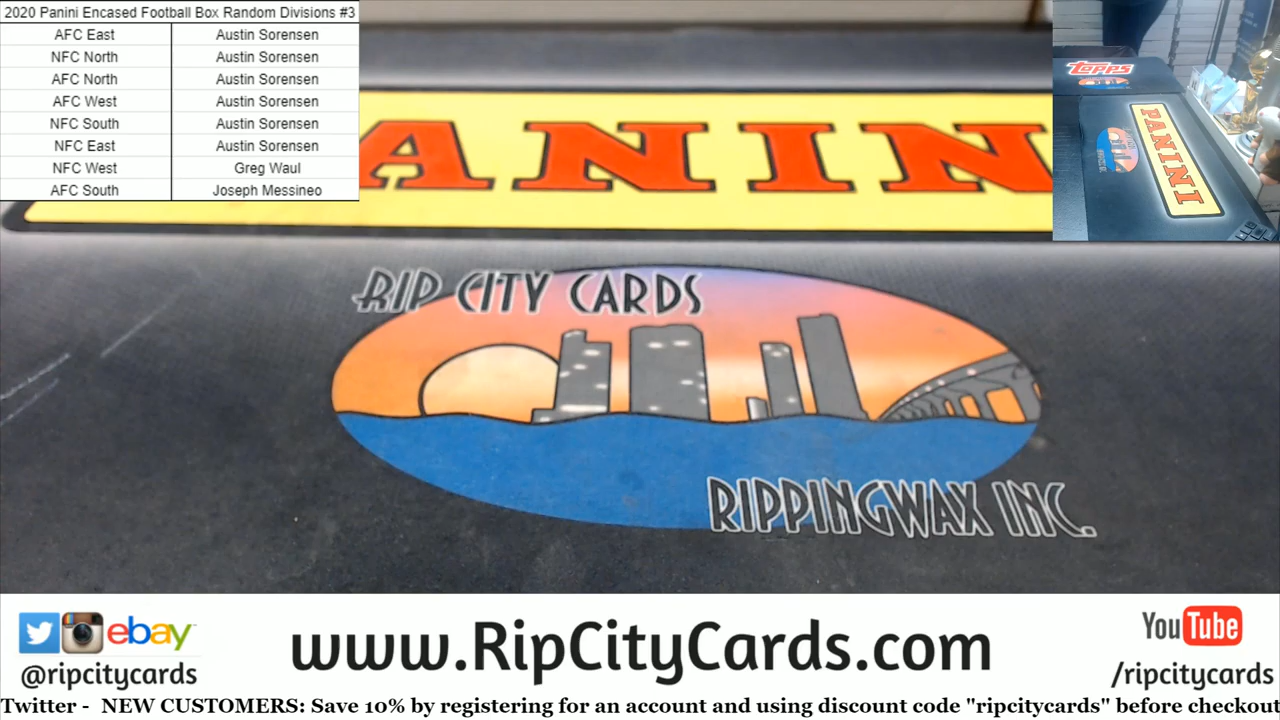 2020 Panini Encased Football Box Random Divisions #3
AFC East Austin Sorensen
NFC North Austin Sorensen
AFC North Austin Sorensen
AFC West Austin Sorensen
NFC South Austin Sorensen
NFC East Austin Sorensen
NFC West Greg Waul
AFC South Joseph Messineo
ANIN
topps
PANINI
RIP CITY CARDS
RIPPINGWAX INC.
ebay
@ripcitycards
www.RipCityCards.com
YouTube
/ripcitycards
Twitter - NEW CUSTOMERS: Save 10% by registering for an account and using discount code "ripcitycards" before checkout